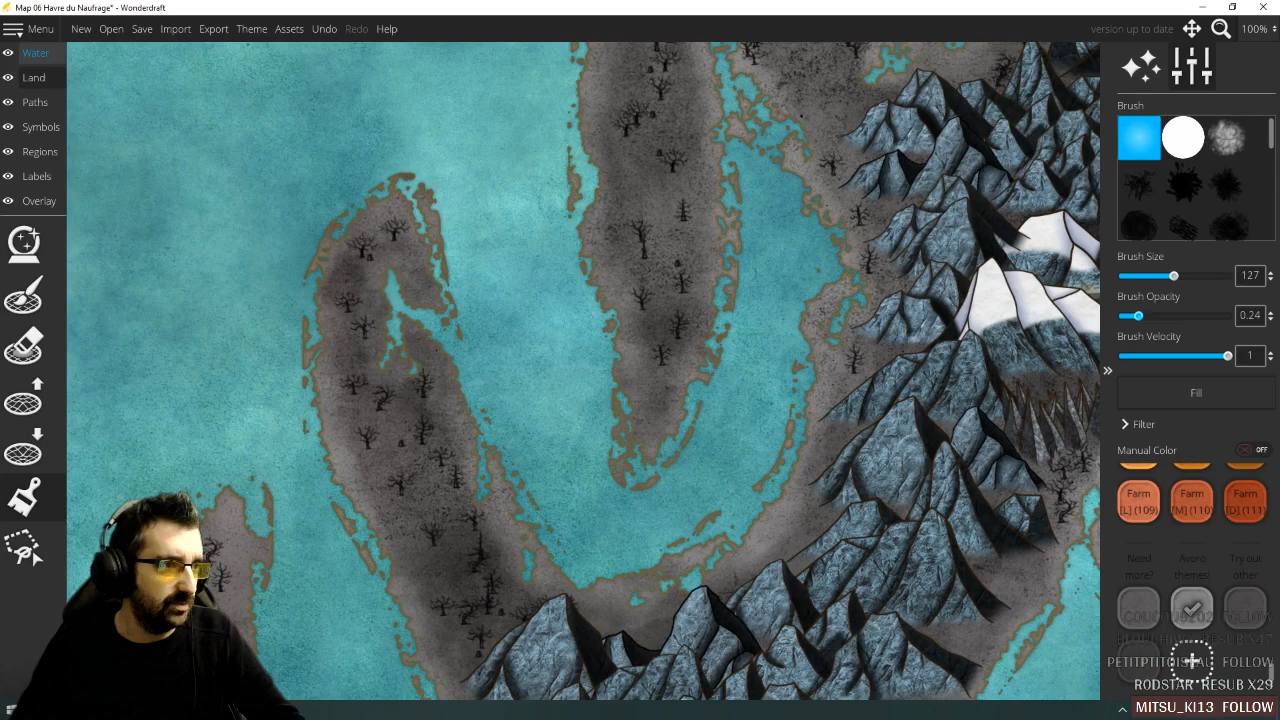 Map 06 Havre du Naufrage* - Wonderdraft
Menu New Open Save Import Export Theme Assets Undo Redo Help version up to date 100%
Water
Land
Paths
Symbols
Regions
Labels
Overlay
Brush
Brush Size
127
Brush Opacity
0.24
Brush Velocity
1
Fill
Filter
Manual Color OFF
Farm [L] (109)
Farm [M] (110)
Farm [D] (111)
Need more?
Avoro themes!
Try out other
PETITPTITOISEAU FOLLOW
RODSTAR RESUB X29
MITSU_KI13 FOLLOW